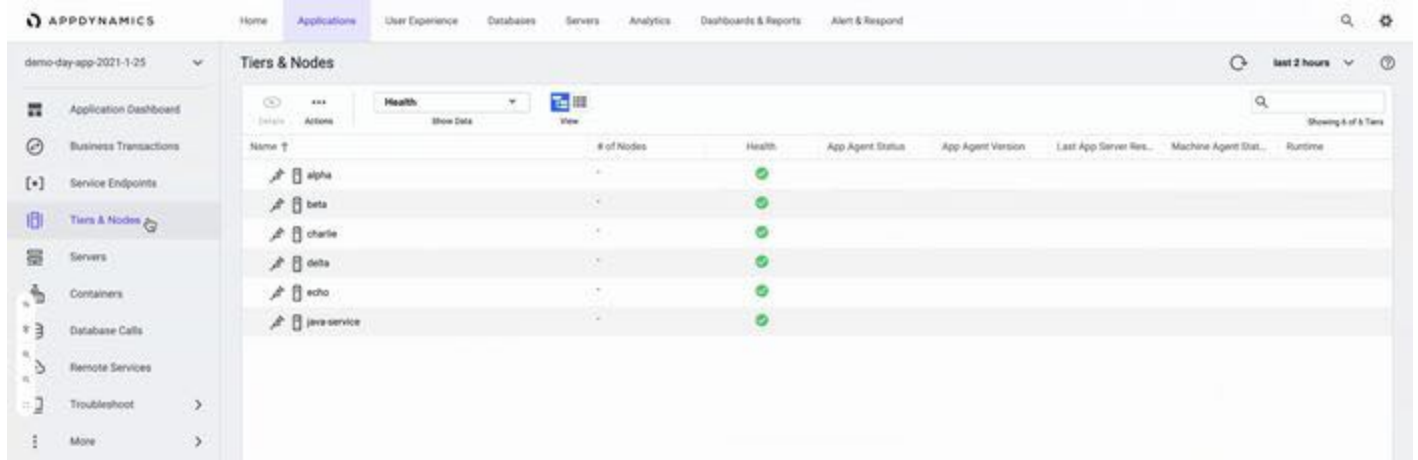 APPDYNAMICS
Home Applications User Experience Databases Servers Analytics Dashboards & Reports Alert & Respond
demo-day-app-2021-1-25
Tiers & Nodes
last 2 hours
Application Dashboard
Business Transactions
Service Endpoints
Tiers & Nodes
Servers
Containers
Database Calls
Remote Services
Troubleshoot
More
Details
Actions
Health
Show Data
View
Showing 6 of 6 Tiers
Name ↑ # of Nodes Health App Agent Status App Agent Version Last App Server Res... Machine Agent Stat... Runtime
alpha -
beta -
charlie -
delta -
echo -
java-service -